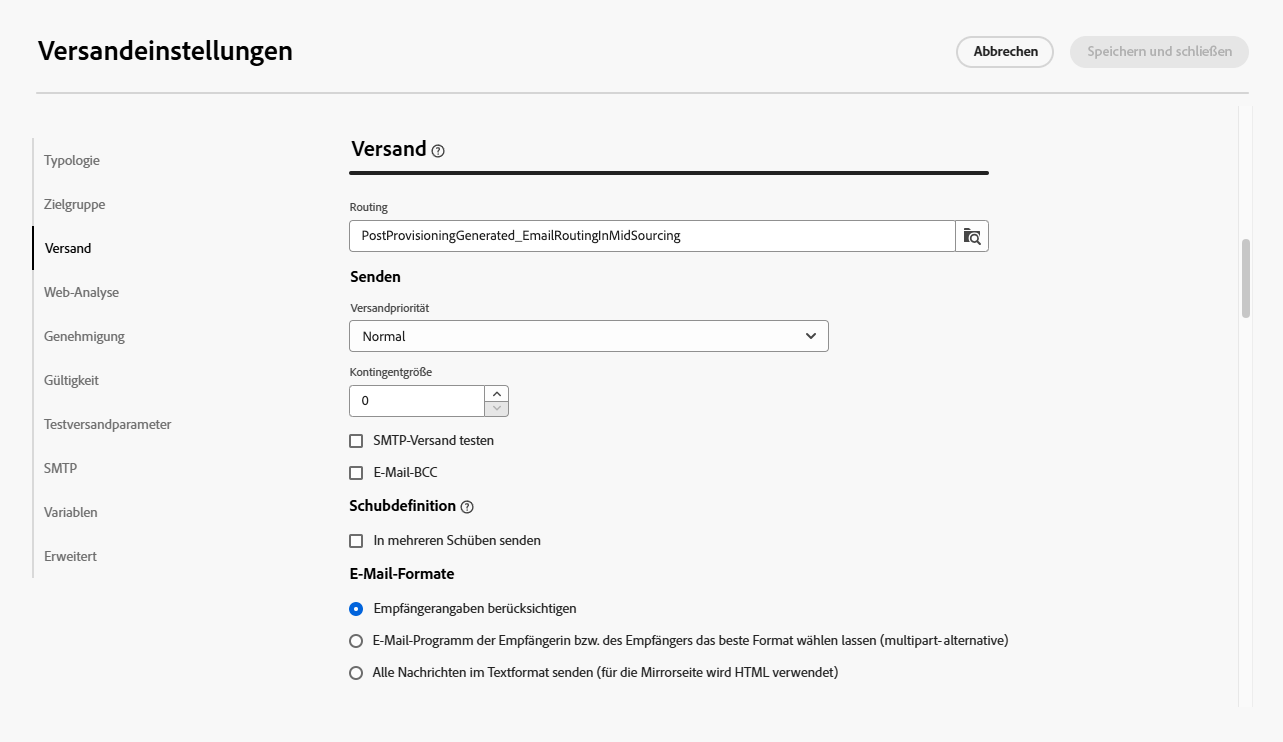 Versandeinstellungen
Abbrechen
Speichern und schließen
Typologie
Zielgruppe
Versand
Web-Analyse
Genehmigung
Gültigkeit
Testversandparameter
SMTP
Variablen
Erweitert
Versand
Routing
PostProvisioningGenerated_EmailRoutingInMidSourcing
Senden
Versandpriorität
Normal
Kontingentgröße
0
SMTP-Versand testen
E-Mail-BCC
Schubdefinition
In mehreren Schüben senden
E-Mail-Formate
Empfängerangaben berücksichtigen
E-Mail-Programm der Empfängerin bzw. des Empfängers das beste Format wählen lassen (multipart-alternative)
Alle Nachrichten im Textformat senden (für die Mirrorseite wird HTML verwendet)